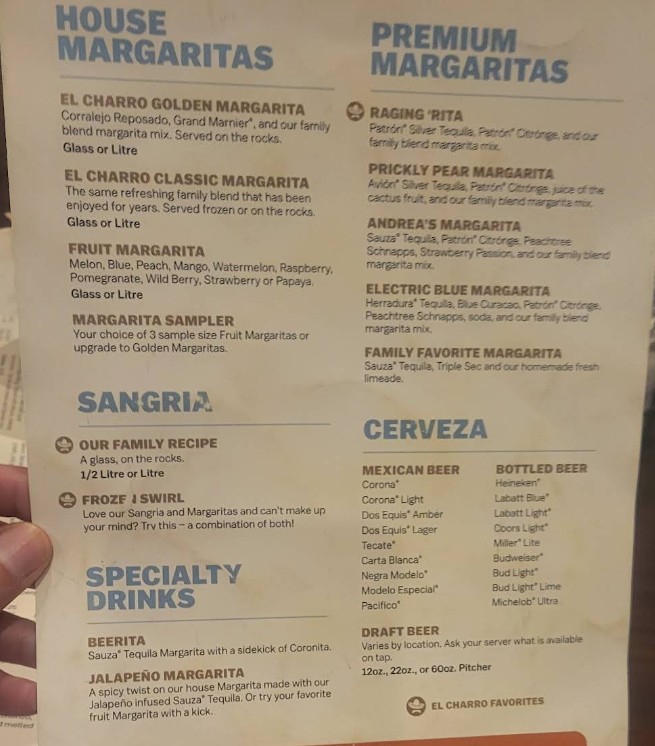 HOUSE
MARGARITAS
EL CHARRO GOLDEN MARGARITA
Corralejo Reposado, Grand Marnier®, and our family
blend margarita mix. Served on the rocks.
Glass or Litre
EL CHARRO CLASSIC MARGARITA
The same refreshing family blend that has been
enjoyed for years. Served frozen or on the rocks.
Glass or Litre
FRUIT MARGARITA
Melon, Blue, Peach, Mango, Watermelon, Raspberry,
Pomegranate, Wild Berry, Strawberry or Papaya.
Glass or Litre
MARGARITA SAMPLER
Your choice of 3 sample size Fruit Margaritas or
upgrade to Golden Margaritas.
SANGRIA
OUR FAMILY RECIPE
A glass, on the rocks.
1/2 Litre or Litre
SWIRL
Love our Sangria and Margaritas and can't make up
your mind? Try this – a combination of both!
SPECIALTY
DRINKS
BEERITA
Sauza® Tequila Margarita with a sidekick of Coronita.
JALAPEÑO MARGARITA
A spicy twist on our house Margarita made with our
Jalapeño infused Sauza® Tequila. Or try your favorite
fruit Margarita with a kick.
PREMIUM
MARGARITAS
RAGING 'RITA
Patrón® Silver Tequila, Patrón® Citrónge, and our
family blend margarita mix.
PRICKLY PEAR MARGARITA
Avión® Silver Tequila, Patrón® Citrónge, juice of the
cactus fruit, and our family blend margarita mix.
ANDREA'S MARGARITA
Sauza® Tequila, Patrón® Citrónge, Peachtree
Schnapps, Strawberry Passion, and our family blend
margarita mix.
ELECTRIC BLUE MARGARITA
Herradura® Tequila, Blue Curacao, Patrón® Citrónge,
Peachtree Schnapps, soda, and our family blend
margarita mix.
FAMILY FAVORITE MARGARITA
Sauza® Tequila, Triple Sec and our homemade fresh
limeade.
CERVEZA
MEXICAN BEER
Corona®
Corona® Light
Dos Equis® Amber
Dos Equis® Lager
Tecate®
Carta Blanca®
Negra Modelo®
Modelo Especial®
Pacifico®
BOTTLED BEER
Heineken®
Labatt Blue®
Labatt Light®
Coors Light®
Miller® Lite
Budweiser®
Bud Light®
Bud Light® Lime
Michelob® Ultra
DRAFT BEER
Varies by location. Ask your server what is available
on tap.
12oz., 22oz., or 60oz. Pitcher
EL CHARRO FAVORITES